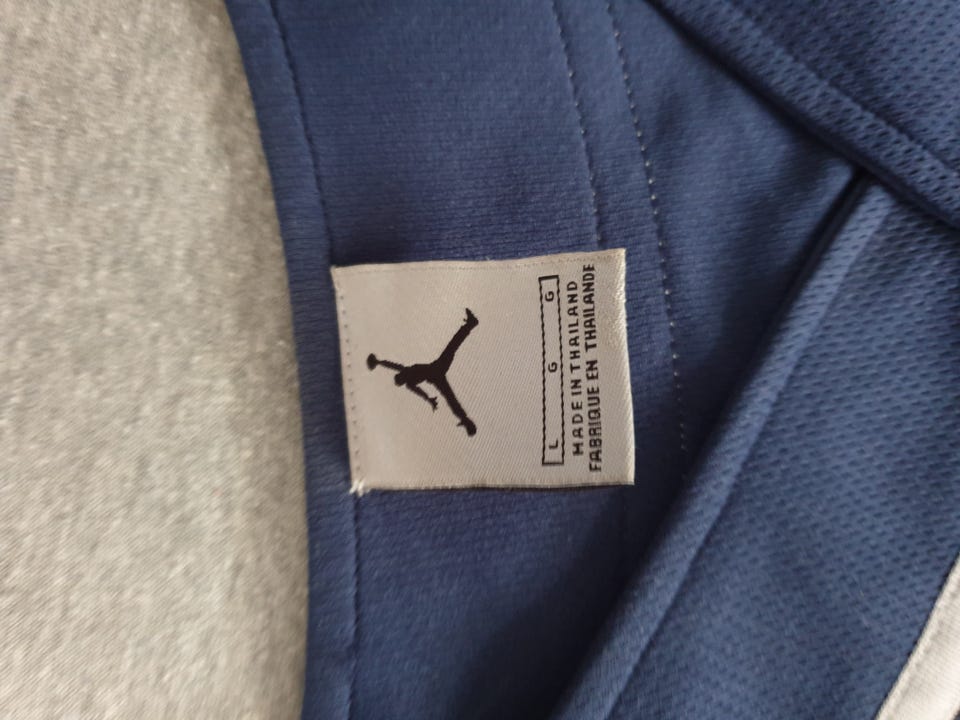 L G G
MADE IN THAILAND
FABRIQUE EN THAILANDE